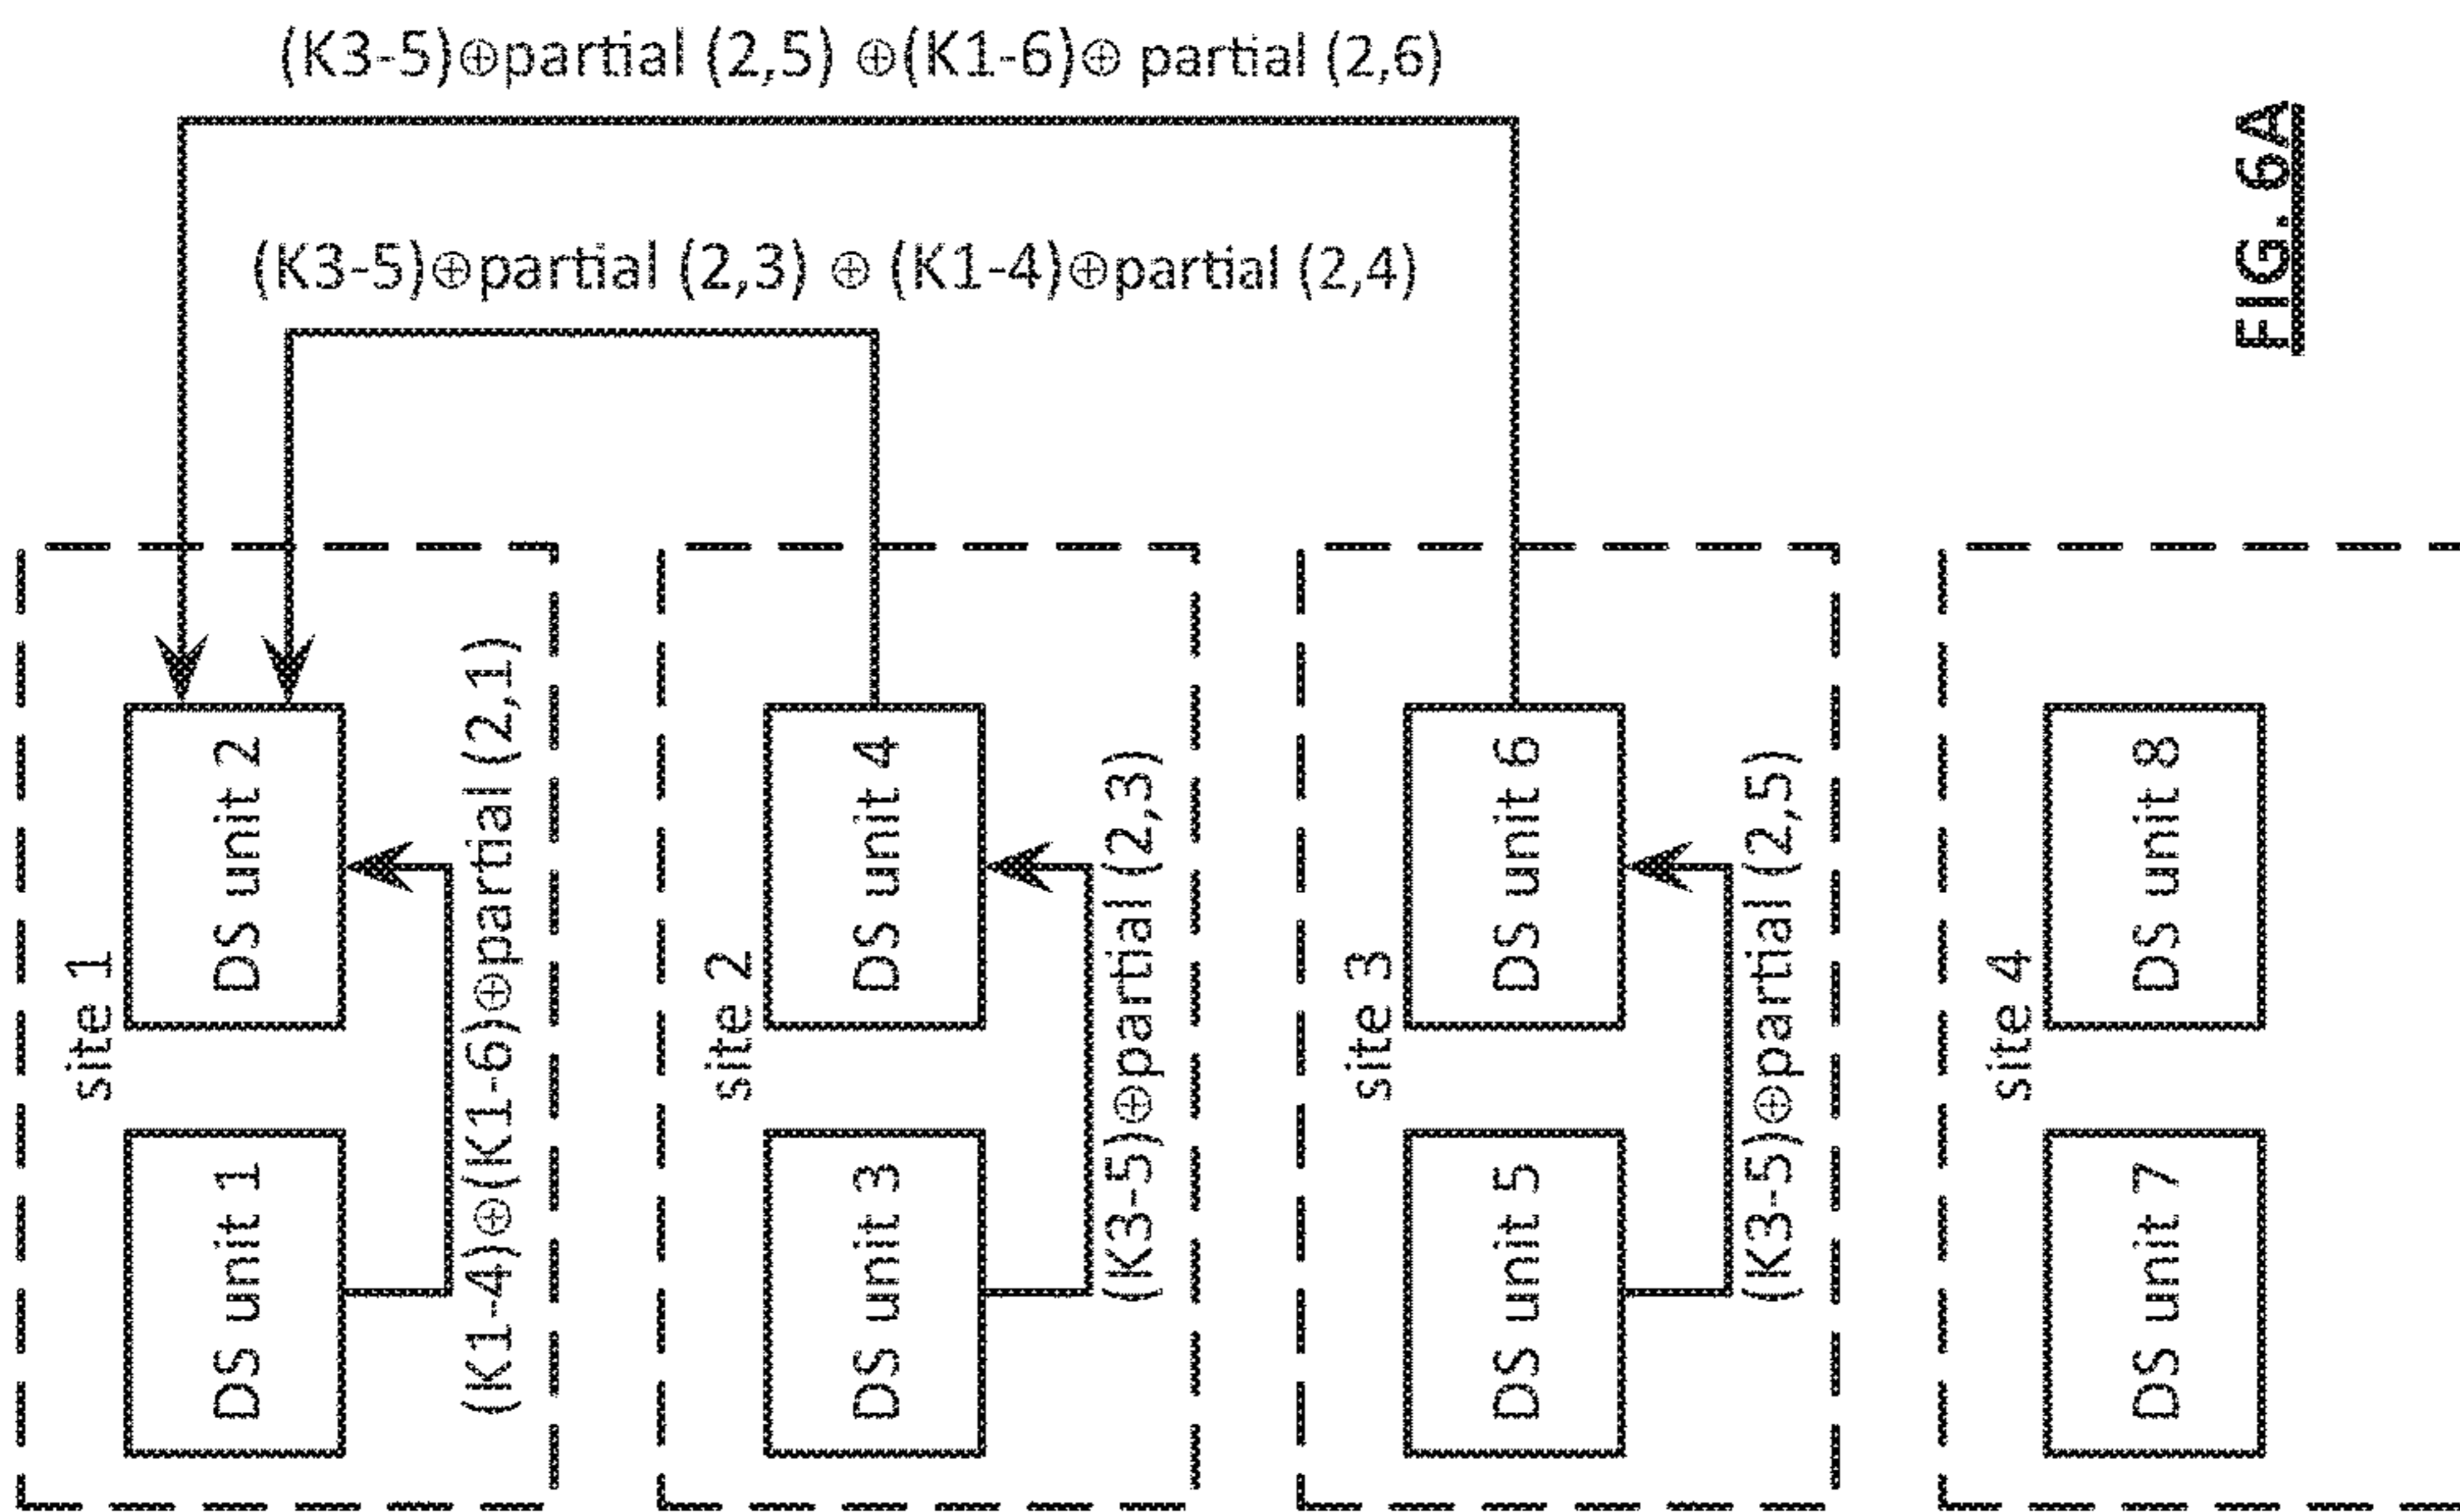 (K3-5)⊕partial (2,5) ⊕(K1-6)⊕ partial (2,6)
(K3-5)⊕partial (2,3) ⊕ (K1-4)⊕partial (2,4)
site 1
DS unit 1
DS unit 2
(K1-4)⊕(K1-6)⊕partial (2,1)
site 2
DS unit 3
DS unit 4
(K3-5)⊕partial (2,3)
site 3
DS unit 5
DS unit 6
(K3-5)⊕partial (2,5)
site 4
DS unit 7
DS unit 8
FIG. 6A